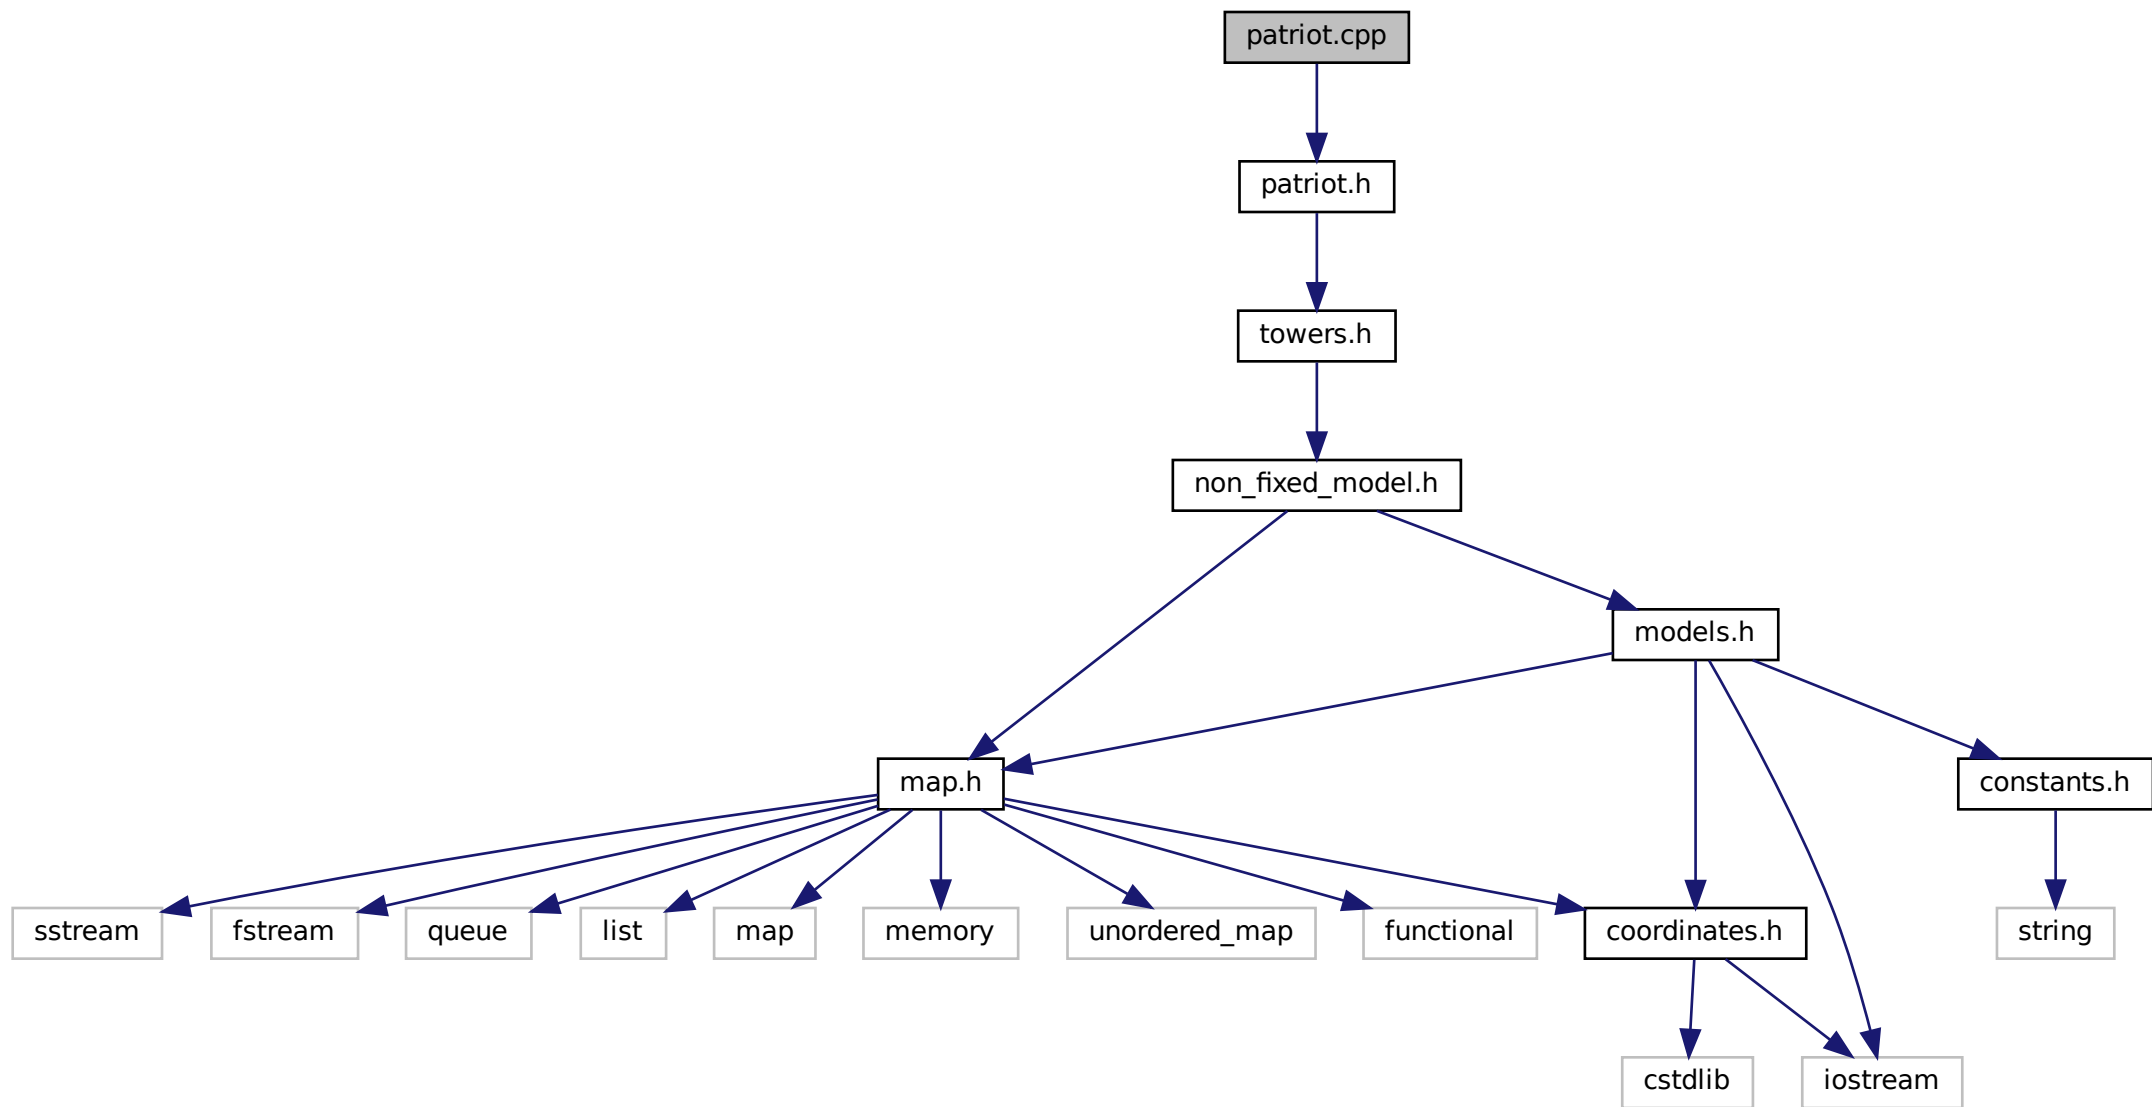 patriot.cpp
patriot.h
towers.h
non_fixed_model.h
models.h
map.h
constants.h
sstream
fstream
queue
list
map
memory
unordered_map
functional
coordinates.h
string
cstdlib
iostream